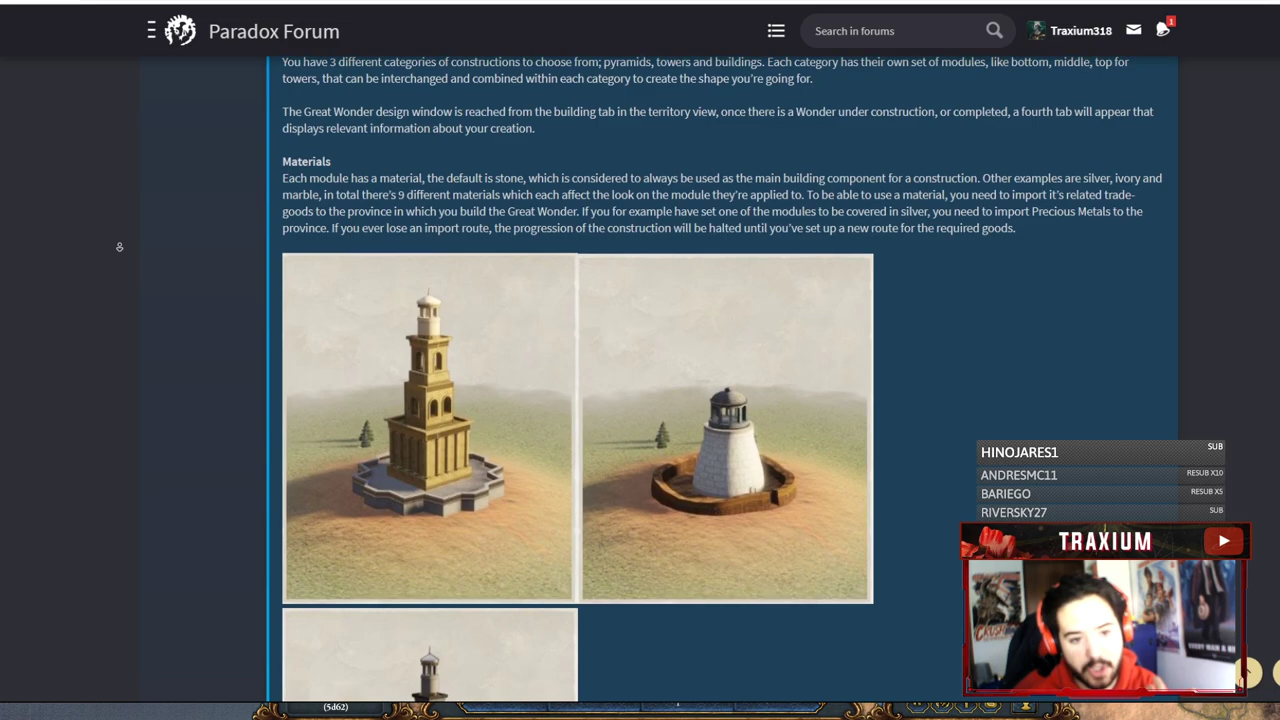 Paradox Forum
Search in forums
Traxium318
1
You have 3 different categories of constructions to choose from; pyramids, towers and buildings. Each category has their own set of modules, like bottom, middle, top for
towers, that can be interchanged and combined within each category to create the shape you're going for.
The Great Wonder design window is reached from the building tab in the territory view, once there is a Wonder under construction, or completed, a fourth tab will appear that
displays relevant information about your creation.
Materials
Each module has a material, the default is stone, which is considered to always be used as the main building component for a construction. Other examples are silver, ivory and
marble, in total there's 9 different materials which each affect the look on the module they're applied to. To be able to use a material, you need to import it's related trade-
goods to the province in which you build the Great Wonder. If you for example have set one of the modules to be covered in silver, you need to import Precious Metals to the
province. If you ever lose an import route, the progression of the construction will be halted until you've set up a new route for the required goods.
HINOJARES1 SUB
ANDRESMC11 RESUB X10
BARIEGO RESUB X5
RIVERSKY27 SUB
TRAXIUM
(5d62)